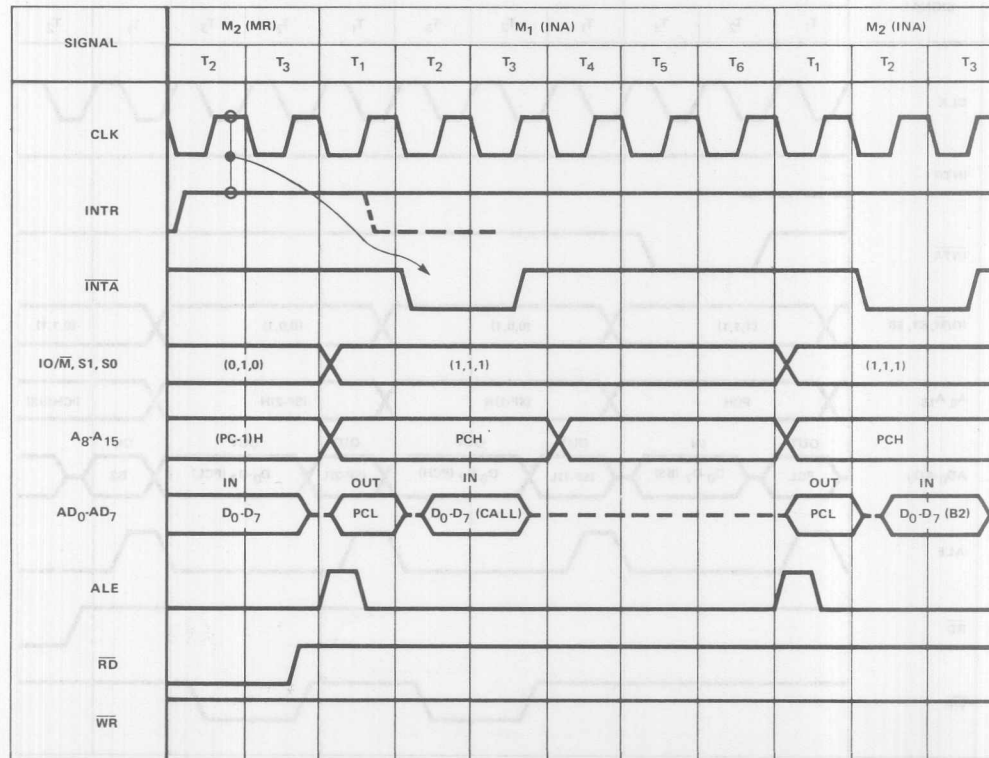 SIGNAL
M2 (MR)
M1 (INA)
M2 (INA)
T2 T3 T1 T2 T3 T4 T5 T6 T1 T2 T3
CLK
INTR
INTA
IO/M, S1, S0 (0,1,0) (1,1,1) (1,1,1)
A8-A15 (PC-1)H PCH PCH
IN OUT IN OUT IN
AD0-AD7 D0-D7 PCL D0-D7 (CALL) PCL D0-D7 (B2)
ALE
RD
WR